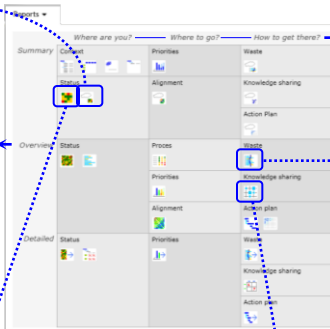 Reports
Where are you? Where to go? How to get there?
Summary Context Priorities Waste
Status Alignment Knowledge sharing
Action Plan
Overview Status Proces Waste
Priorities Knowledge sharing
Alignment Action plan
Detailed Status Priorities Waste
Knowledge sharing
Action plan